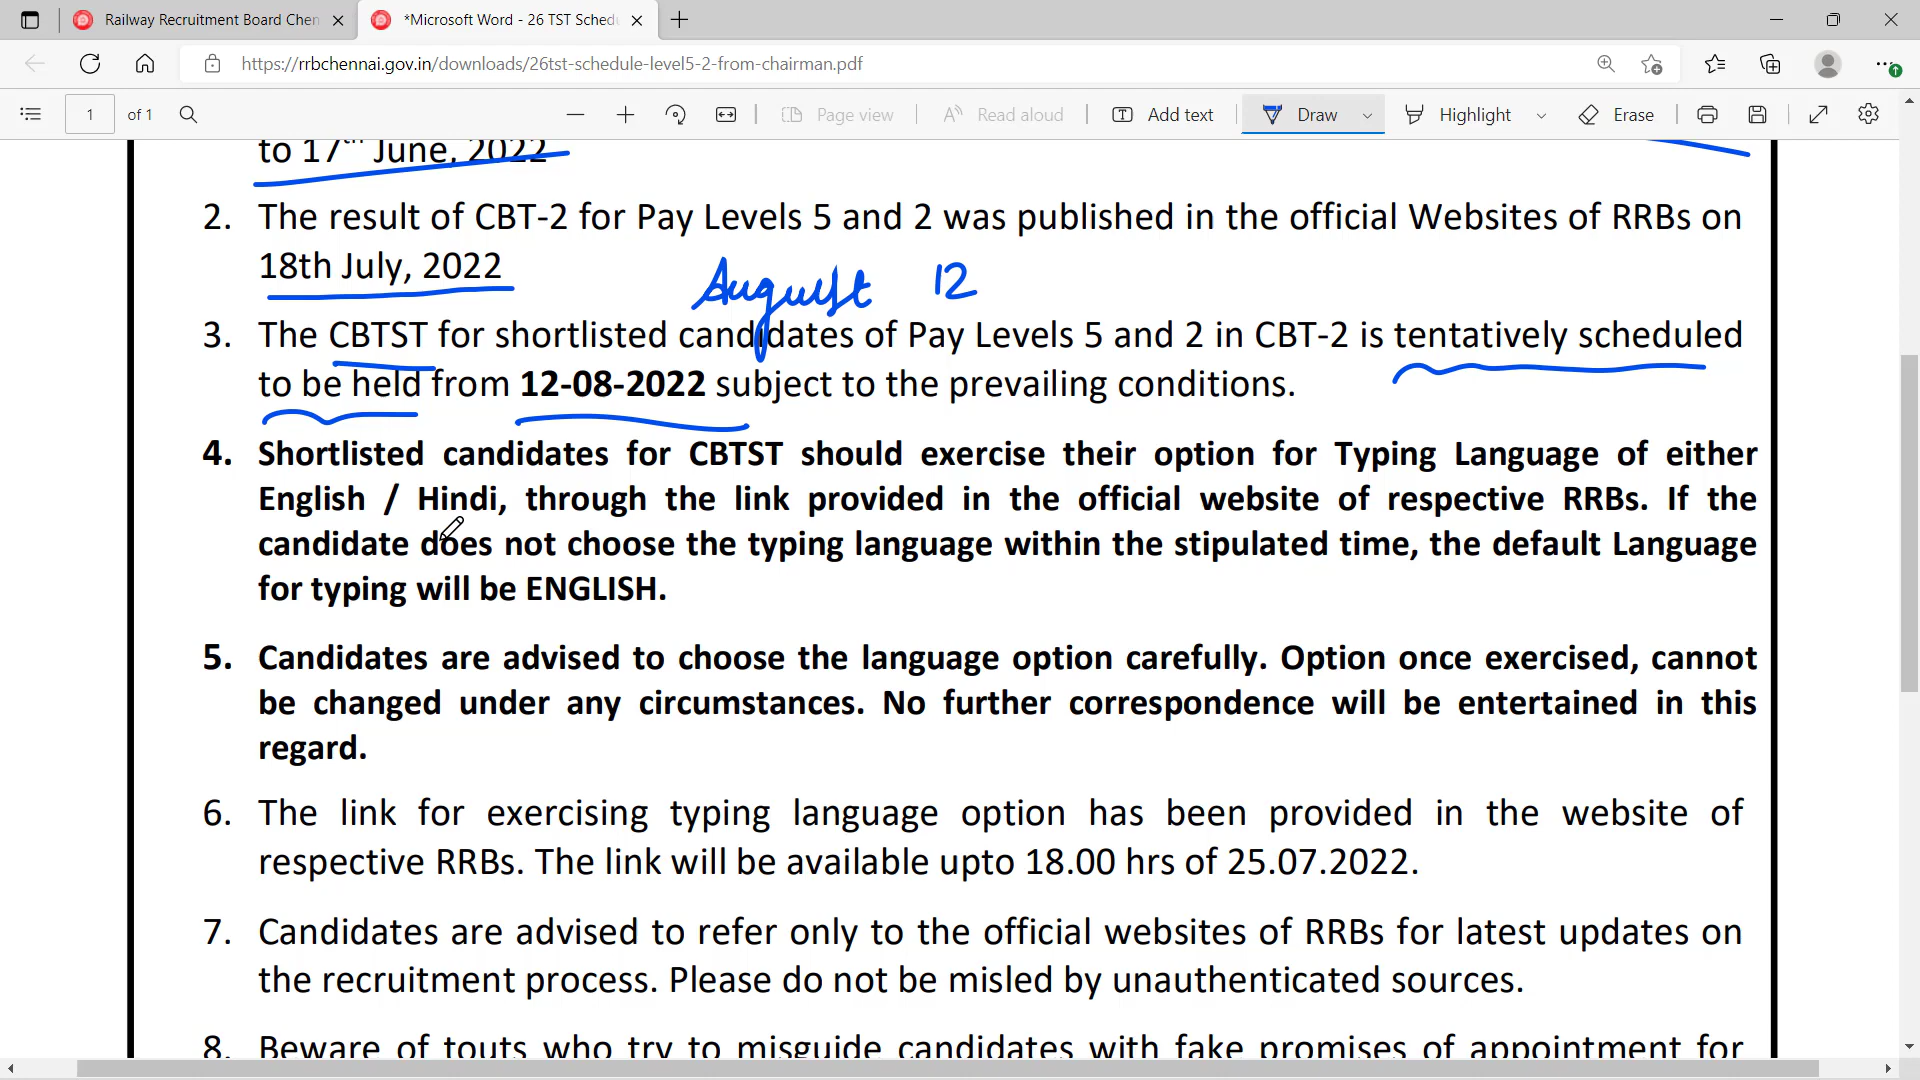 Railway Recruitment Board Chen
*Microsoft Word - 26 TST Sched
https://rrbchennai.gov.in/downloads/26tst-schedule-level5-2-from-chairman.pdf
1 of 1 Page view Read aloud Add text Draw Highlight Erase
to 17th June, 2022
2. The result of CBT-2 for Pay Levels 5 and 2 was published in the official Websites of RRBs on
18th July, 2022
August 12
3. The CBTST for shortlisted candidates of Pay Levels 5 and 2 in CBT-2 is tentatively scheduled
to be held from 12-08-2022 subject to the prevailing conditions.
4. Shortlisted candidates for CBTST should exercise their option for Typing Language of either
English / Hindi, through the link provided in the official website of respective RRBs. If the
candidate does not choose the typing language within the stipulated time, the default Language
for typing will be ENGLISH.
5. Candidates are advised to choose the language option carefully. Option once exercised, cannot
be changed under any circumstances. No further correspondence will be entertained in this
regard.
6. The link for exercising typing language option has been provided in the website of
respective RRBs. The link will be available upto 18.00 hrs of 25.07.2022.
7. Candidates are advised to refer only to the official websites of RRBs for latest updates on
the recruitment process. Please do not be misled by unauthenticated sources.
8. Beware of touts who try to misguide candidates with fake promises of appointment for